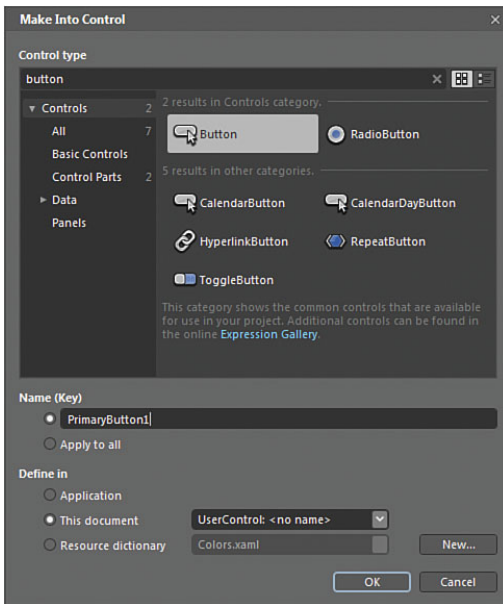 Make Into Control
Control type
button
Controls 2
All 7
Basic Controls
Control Parts 2
Data
Panels
2 results in Controls category.
Button
RadioButton
5 results in other categories.
CalendarButton
CalendarDayButton
HyperlinkButton
RepeatButton
ToggleButton
This category shows the common controls that are available
for use in your project. Additional controls can be found in
the online Expression Gallery.
Name (Key)
PrimaryButton1
Apply to all
Define in
Application
This document
UserControl: <no name>
Resource dictionary
Colors.xaml
New...
OK
Cancel